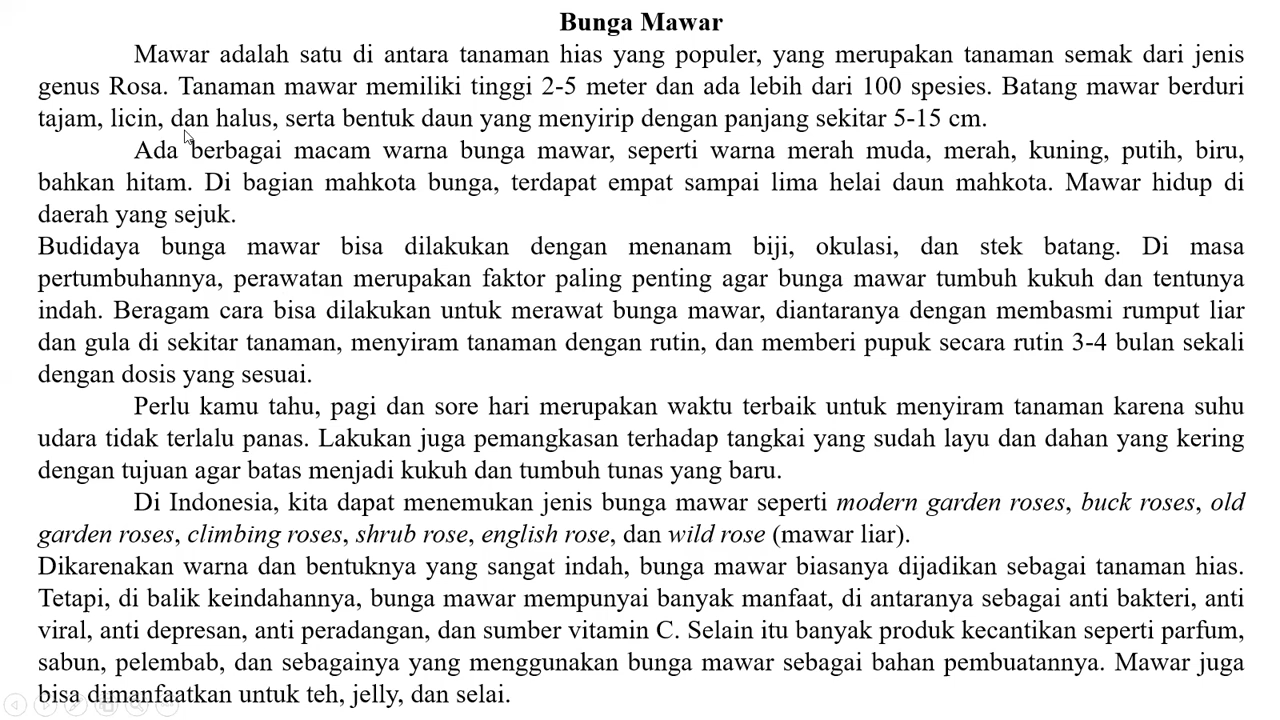 Bunga Mawar
Mawar adalah satu di antara tanaman hias yang populer, yang merupakan tanaman semak dari jenis
genus Rosa. Tanaman mawar memiliki tinggi 2-5 meter dan ada lebih dari 100 spesies. Batang mawar berduri
tajam, licin, dan halus, serta bentuk daun yang menyirip dengan panjang sekitar 5-15 cm.
Ada berbagai macam warna bunga mawar, seperti warna merah muda, merah, kuning, putih, biru,
bahkan hitam. Di bagian mahkota bunga, terdapat empat sampai lima helai daun mahkota. Mawar hidup di
daerah yang sejuk.
Budidaya bunga mawar bisa dilakukan dengan menanam biji, okulasi, dan stek batang. Di masa
pertumbuhannya, perawatan merupakan faktor paling penting agar bunga mawar tumbuh kukuh dan tentunya
indah. Beragam cara bisa dilakukan untuk merawat bunga mawar, diantaranya dengan membasmi rumput liar
dan gula di sekitar tanaman, menyiram tanaman dengan rutin, dan memberi pupuk secara rutin 3-4 bulan sekali
dengan dosis yang sesuai.
Perlu kamu tahu, pagi dan sore hari merupakan waktu terbaik untuk menyiram tanaman karena suhu
udara tidak terlalu panas. Lakukan juga pemangkasan terhadap tangkai yang sudah layu dan dahan yang kering
dengan tujuan agar batas menjadi kukuh dan tumbuh tunas yang baru.
Di Indonesia, kita dapat menemukan jenis bunga mawar seperti modern garden roses, buck roses, old
garden roses, climbing roses, shrub rose, english rose, dan wild rose (mawar liar).
Dikarenakan warna dan bentuknya yang sangat indah, bunga mawar biasanya dijadikan sebagai tanaman hias.
Tetapi, di balik keindahannya, bunga mawar mempunyai banyak manfaat, di antaranya sebagai anti bakteri, anti
viral, anti depresan, anti peradangan, dan sumber vitamin C. Selain itu banyak produk kecantikan seperti parfum,
sabun, pelembab, dan sebagainya yang menggunakan bunga mawar sebagai bahan pembuatannya. Mawar juga
bisa dimanfaatkan untuk teh, jelly, dan selai.